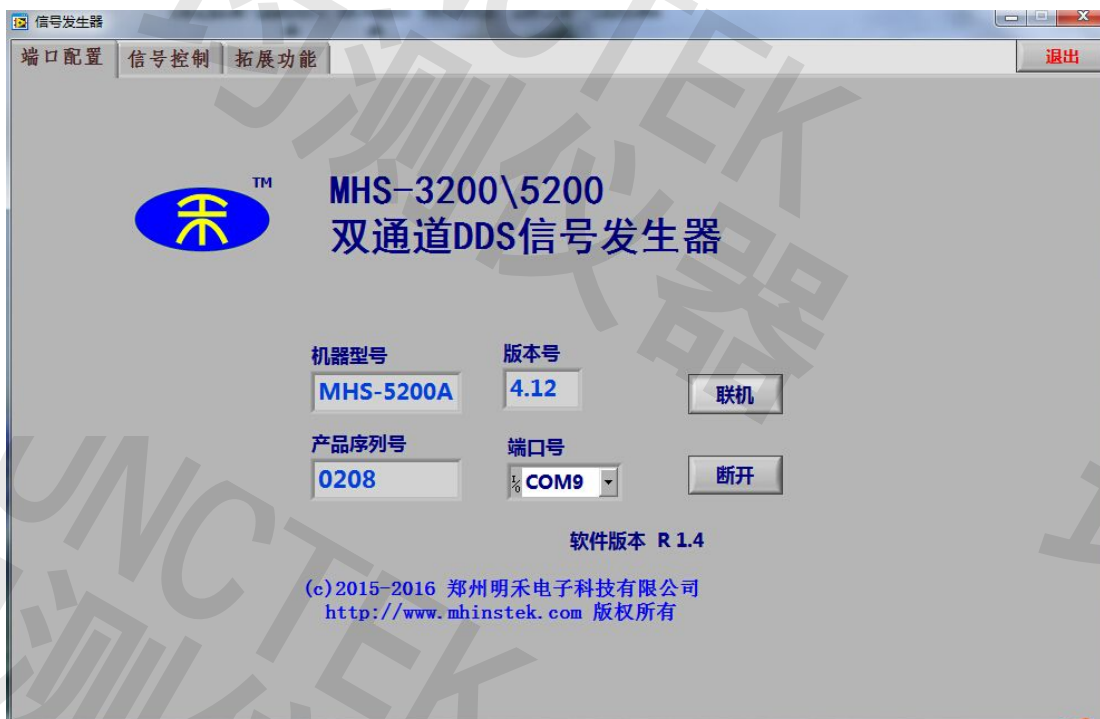 信号发生器
端口配置 信号控制 拓展功能 退出
TM
MHS-3200\5200
双通道DDS信号发生器
机器型号 版本号
MHS-5200A 4.12 联机
产品序列号 端口号
0208 COM9 断开
软件版本 R 1.4
(c)2015-2016 郑州明禾电子科技有限公司
http://www.mhinstek.com 版权所有
JUNCTEK